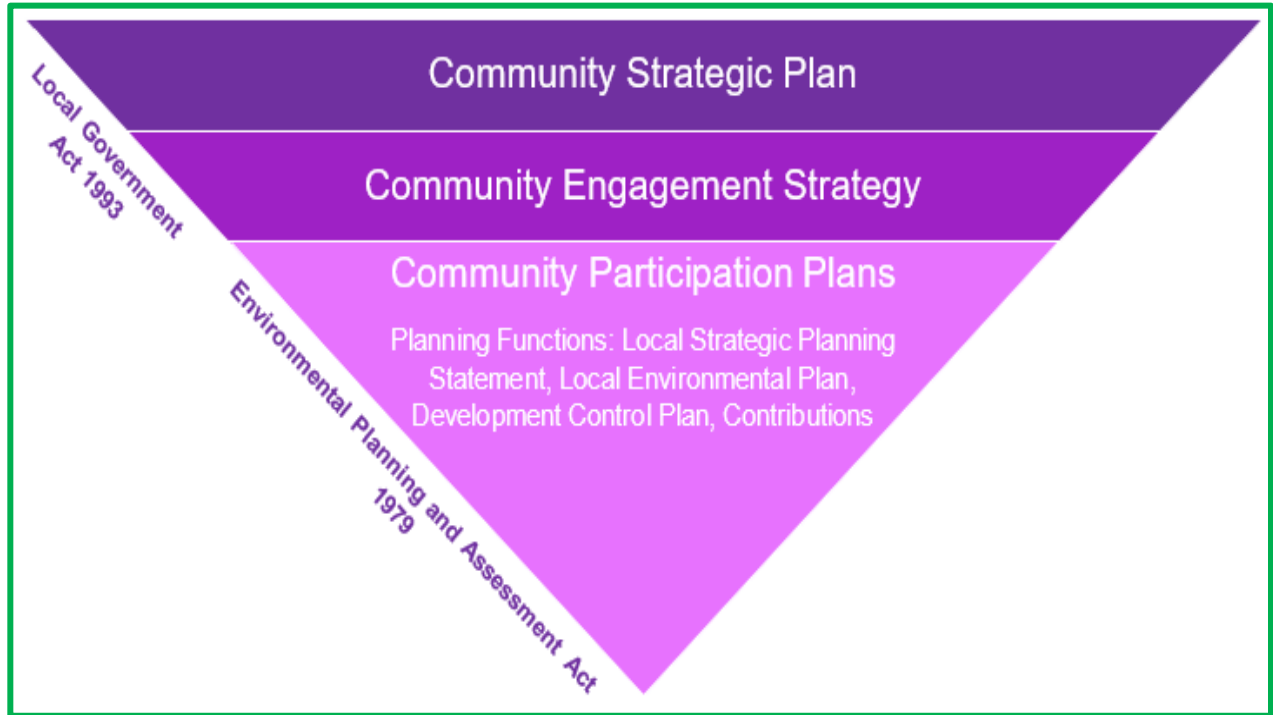 Community Strategic Plan
Local Government
Act 1993
Community Engagement Strategy
Community Participation Plans
Planning Functions: Local Strategic Planning
Statement, Local Environmental Plan,
Development Control Plan, Contributions
Environmental Planning and Assessment Act
1979